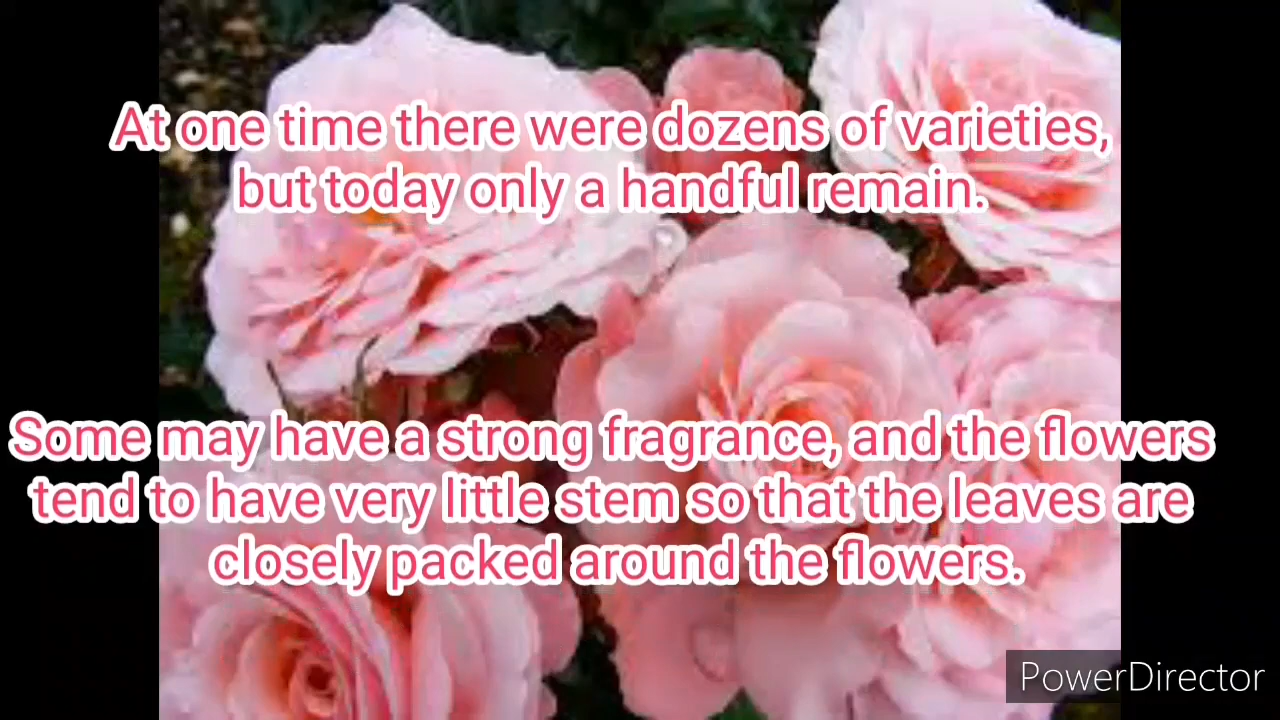 At one time there were dozens of varieties,
but today only a handful remain.
Some may have a strong fragrance, and the flowers
tend to have very little stem so that the leaves are
closely packed around the flowers.
PowerDirector